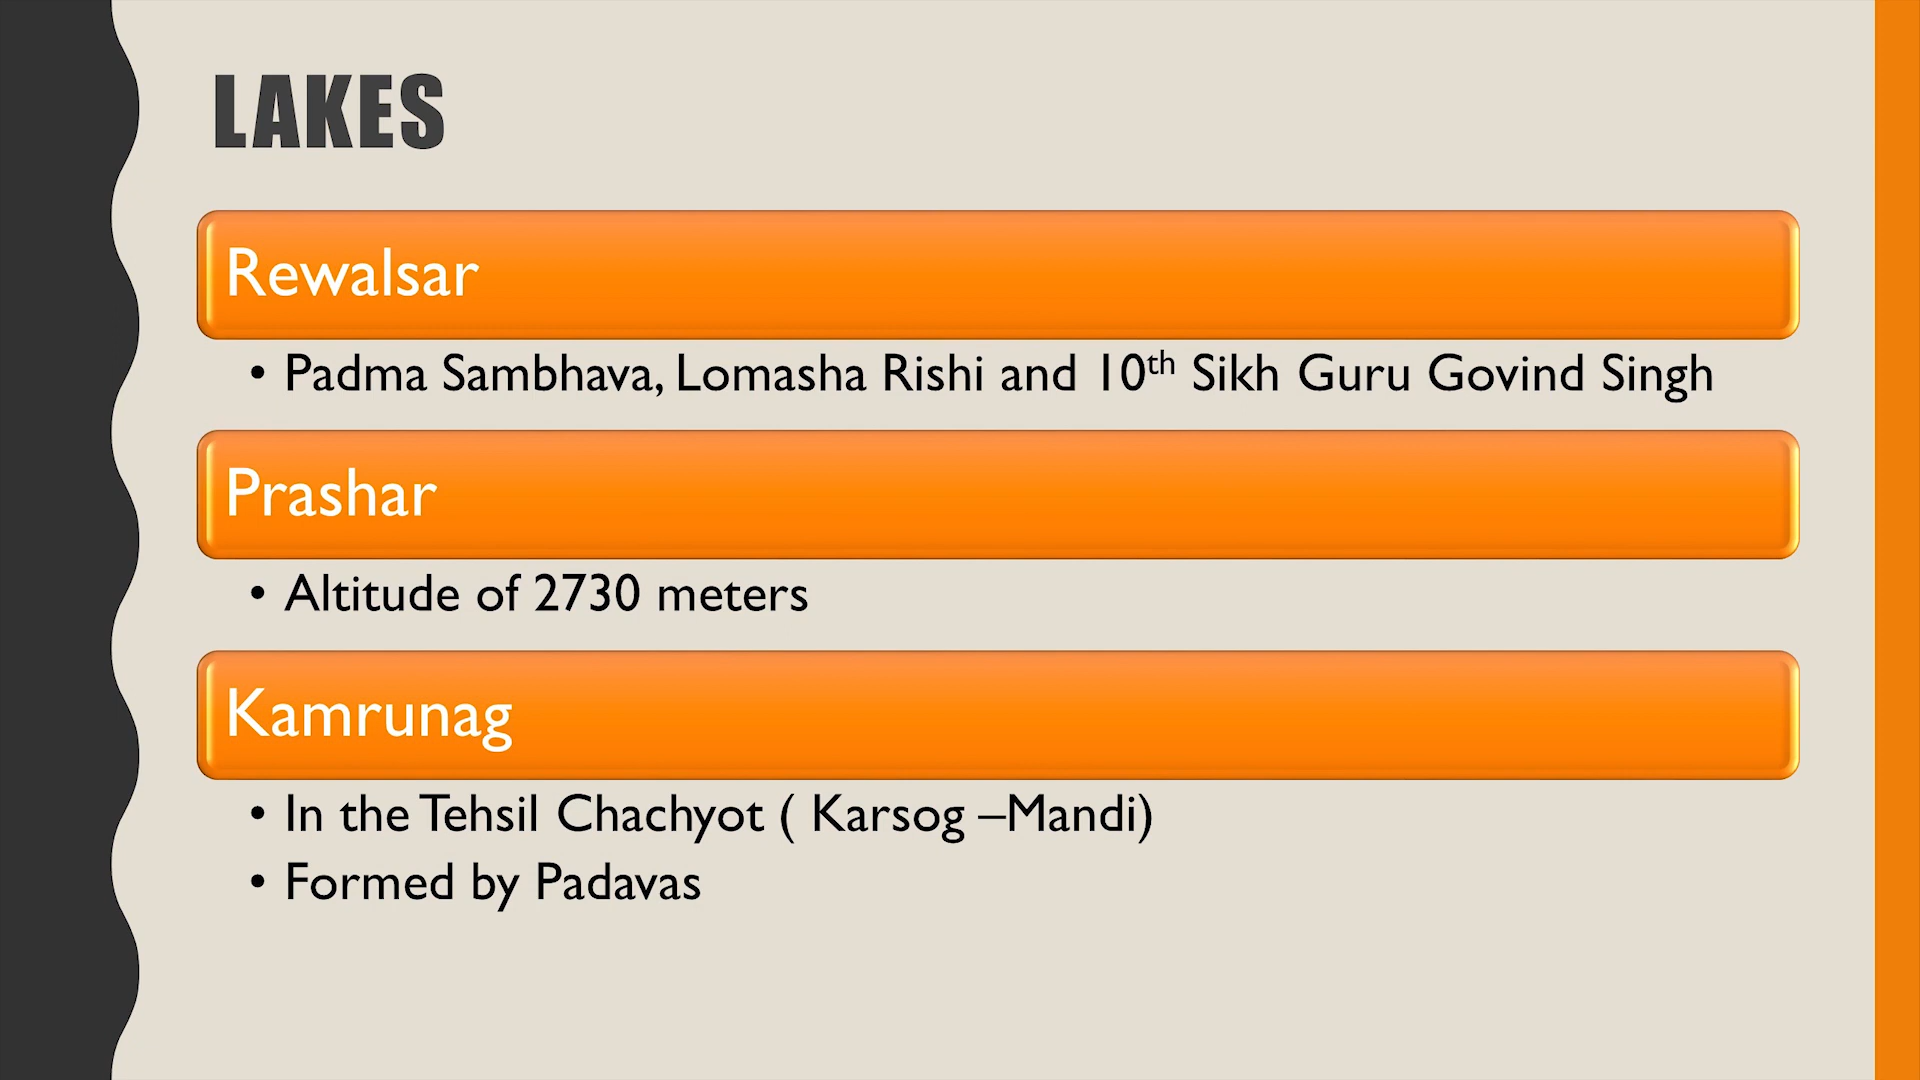 LAKES
Rewalsar
• Padma Sambhava, Lomasha Rishi and 10th Sikh Guru Govind Singh
Prashar
• Altitude of 2730 meters
Kamrunag
• In the Tehsil Chachyot ( Karsog –Mandi)
• Formed by Padavas